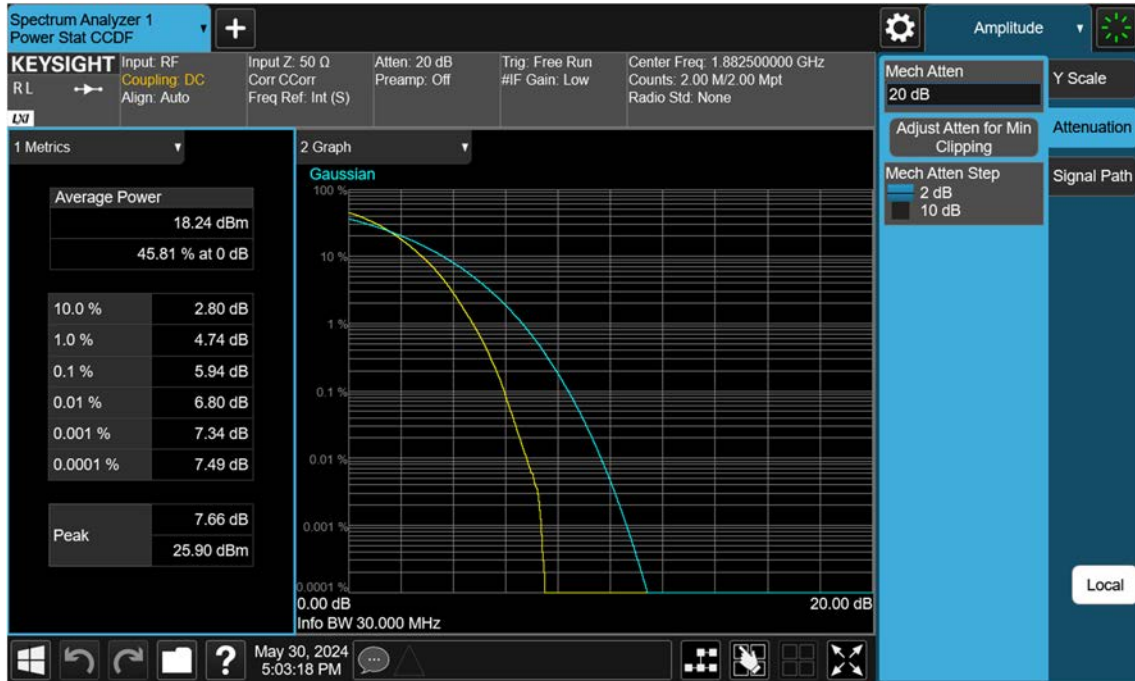 Spectrum Analyzer 1
Power Stat CCDF
Amplitude
KEYSIGHT
R L
LXI
Input: RF
Coupling: DC
Align: Auto
Input Z: 50 Ω
Corr CCorr
Freq Ref: Int (S)
Atten: 20 dB
Preamp: Off
Trig: Free Run
#IF Gain: Low
Center Freq: 1.882500000 GHz
Counts: 2.00 M/2.00 Mpt
Radio Std: None
Mech Atten
20 dB
Adjust Atten for Min
Clipping
Mech Atten Step
2 dB
10 dB
Y Scale
Attenuation
Signal Path
1 Metrics
Average Power
18.24 dBm
45.81 % at 0 dB
10.0 % 2.80 dB
1.0 % 4.74 dB
0.1 % 5.94 dB
0.01 % 6.80 dB
0.001 % 7.34 dB
0.0001 % 7.49 dB
Peak
7.66 dB
25.90 dBm
2 Graph
Gaussian
100 %
10 %
1 %
0.1 %
0.01 %
0.001 %
0.0001 %
0.00 dB 20.00 dB
Info BW 30.000 MHz
Local
?
May 30, 2024
5:03:18 PM